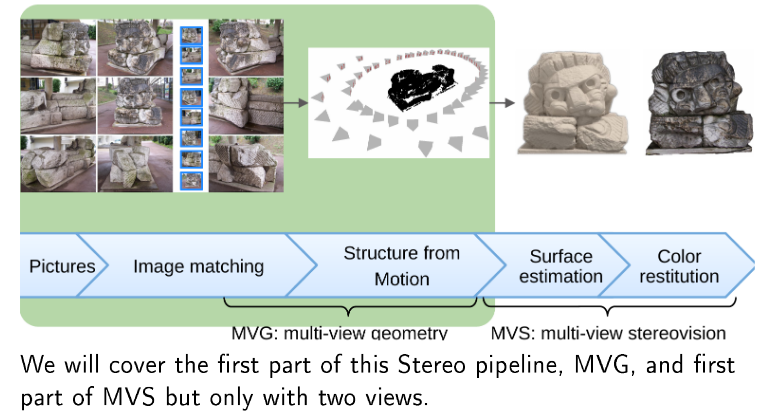 Pictures
Image matching
Structure from
Motion
Surface
estimation
Color
restitution
MVG: multi-view geometry
MVS: multi-view stereovision
We will cover the first part of this Stereo pipeline, MVG, and first
part of MVS but only with two views.